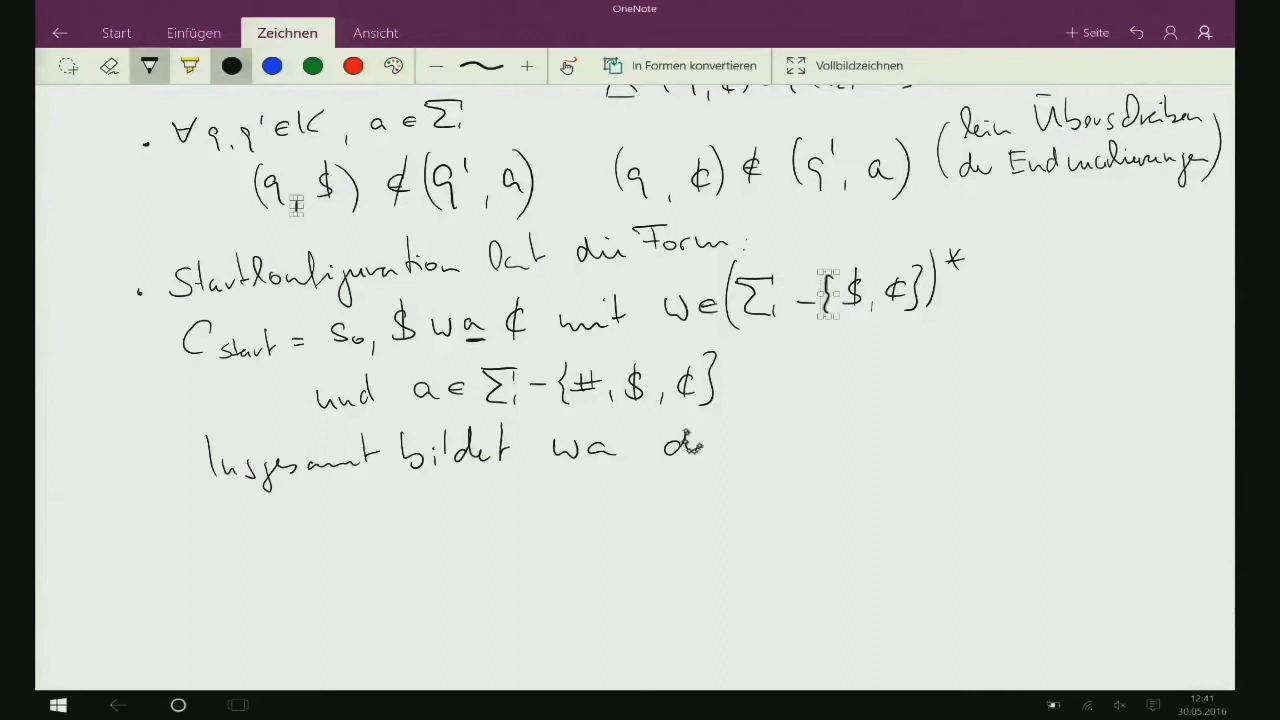 OneNote
Start Einfügen Zeichnen Ansicht
+ Seite
In Formen konvertieren Vollbildzeichnen
. ∀ q, q' ∈ K , a ∈ Σ
(q, $) ∉ (q', a) (q, ¢) ∉ (q', a) (kein Überschreiben
der Endmarkierungen)
. Startkonfiguration hat die Form:
C start = s₀, $ w a ¢ mit w ∈ (Σ - {$, ¢})*
und a ∈ Σ - {#, $, ¢}
Insgesamt bildet wa
12:41
30.05.2016